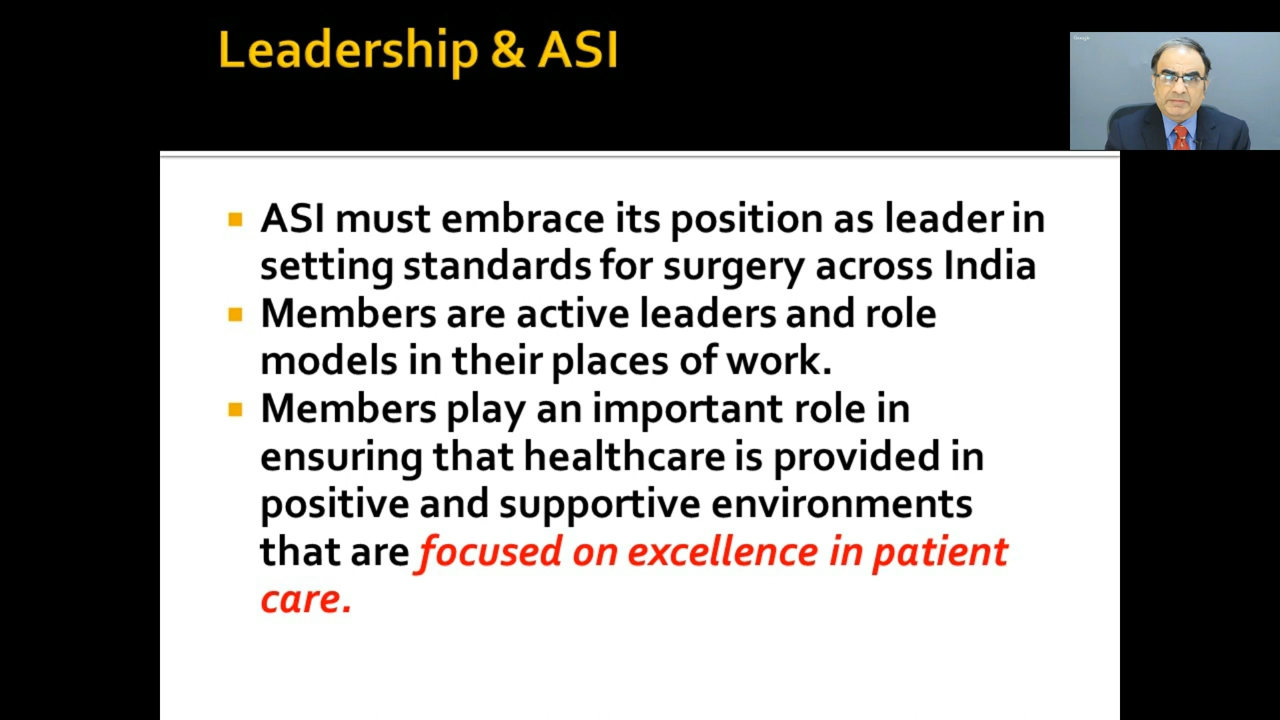 Leadership & ASI
ASI must embrace its position as leader in
setting standards for surgery across India
Members are active leaders and role
models in their places of work.
Members play an important role in
ensuring that healthcare is provided in
positive and supportive environments
that are focused on excellence in patient
care.